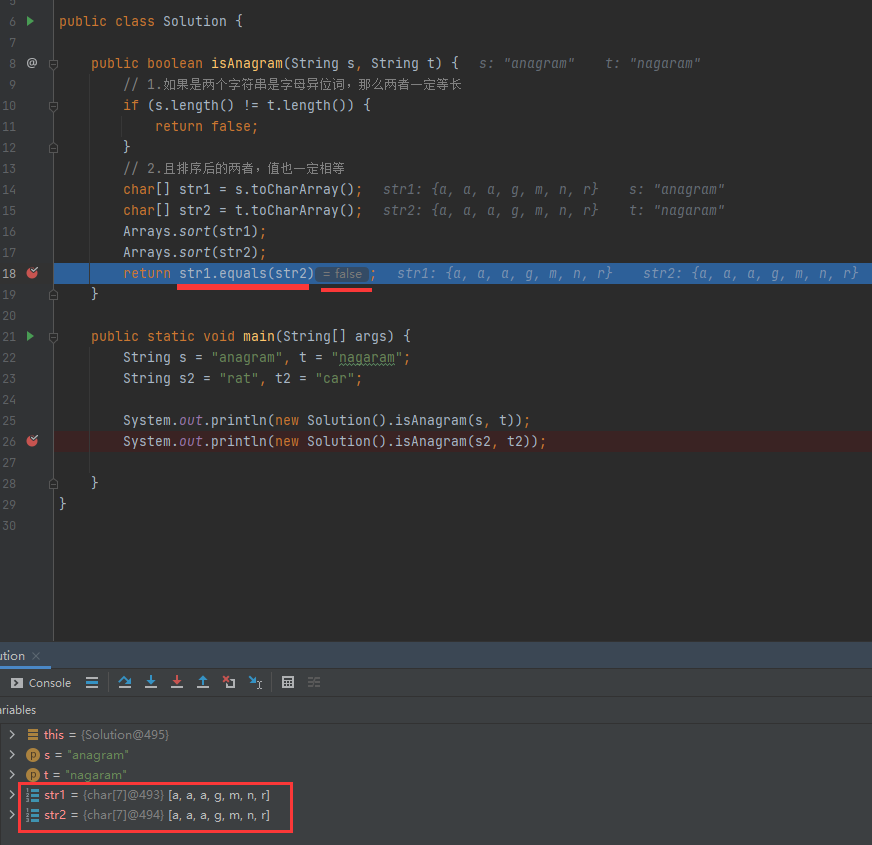 5
6 public class Solution {
7
8 @ public boolean isAnagram(String s, String t) { s: "anagram" t: "nagaram"
9 // 1.如果是两个字符串是字母异位词，那么两者一定等长
10 if (s.length() != t.length()) {
11 return false;
12 }
13 // 2.且排序后的两者，值也一定相等
14 char[] str1 = s.toCharArray(); str1: {a, a, a, g, m, n, r} s: "anagram"
15 char[] str2 = t.toCharArray(); str2: {a, a, a, g, m, n, r} t: "nagaram"
16 Arrays.sort(str1);
17 Arrays.sort(str2);
18 return str1.equals(str2) = false ; str1: {a, a, a, g, m, n, r} str2: {a, a, a, g, m, n, r}
19 }
20
21 public static void main(String[] args) {
22 String s = "anagram", t = "nagaram";
23 String s2 = "rat", t2 = "car";
24
25 System.out.println(new Solution().isAnagram(s, t));
26 System.out.println(new Solution().isAnagram(s2, t2));
27
28 }
29 }
30
ution ×
Console
ariables
this = {Solution@495}
p s = "anagram"
p t = "nagaram"
str1 = {char[7]@493} [a, a, a, g, m, n, r]
str2 = {char[7]@494} [a, a, a, g, m, n, r]